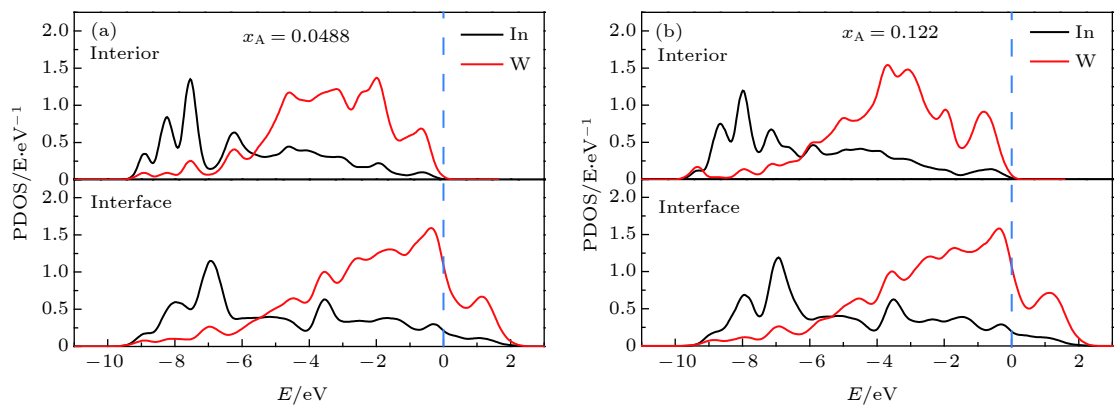 (a)
x_A = 0.0488
Interior
In
W
2.0
1.5
1.0
0.5
0
Interface
2.0
1.5
1.0
0.5
0
PDOS/E·eV⁻¹
−10 −8 −6 −4 −2 0 2
E/eV
(b)
x_A = 0.122
Interior
In
W
2.0
1.5
1.0
0.5
0
Interface
2.0
1.5
1.0
0.5
0
PDOS/E·eV⁻¹
−10 −8 −6 −4 −2 0 2
E/eV